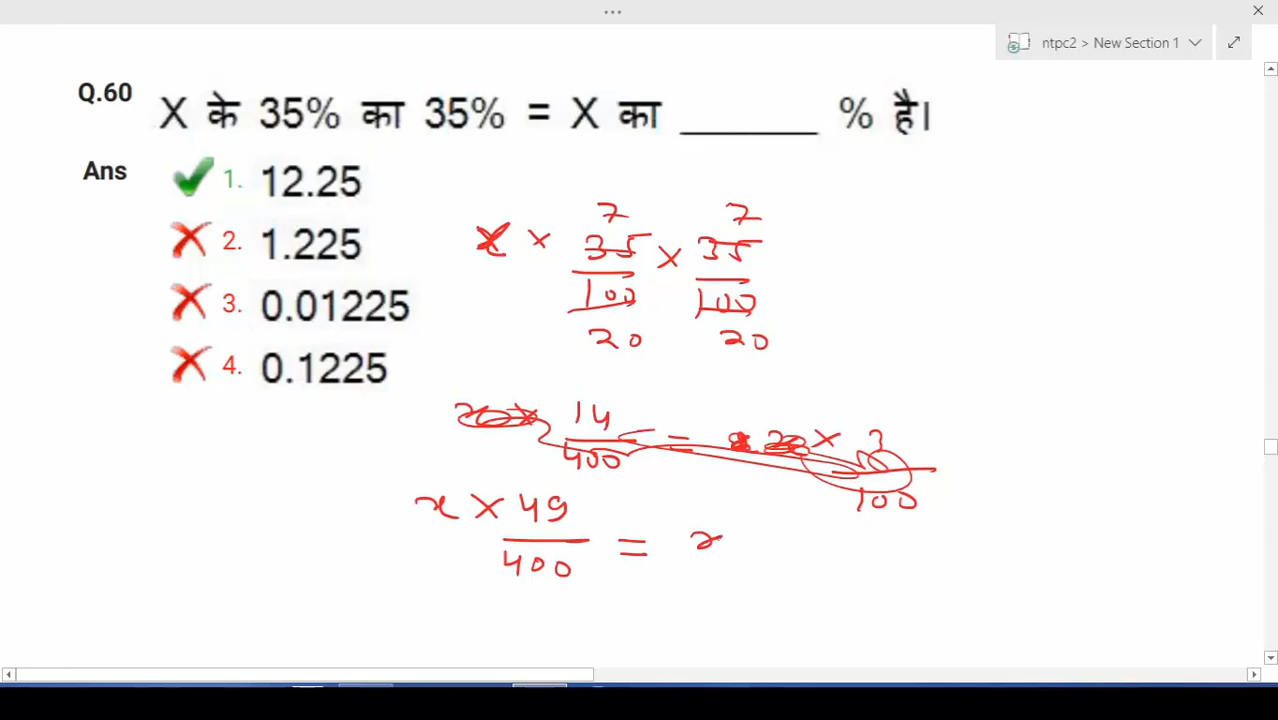 ntpc2 > New Section 1
Q.60 X के 35% का 35% = X का ______ % है।
Ans
1. 12.25
2. 1.225
3. 0.01225
4. 0.1225
7 7
x × 35 × 35
100 100
20 20
14 = ×
400 100
x × 49 = x
400